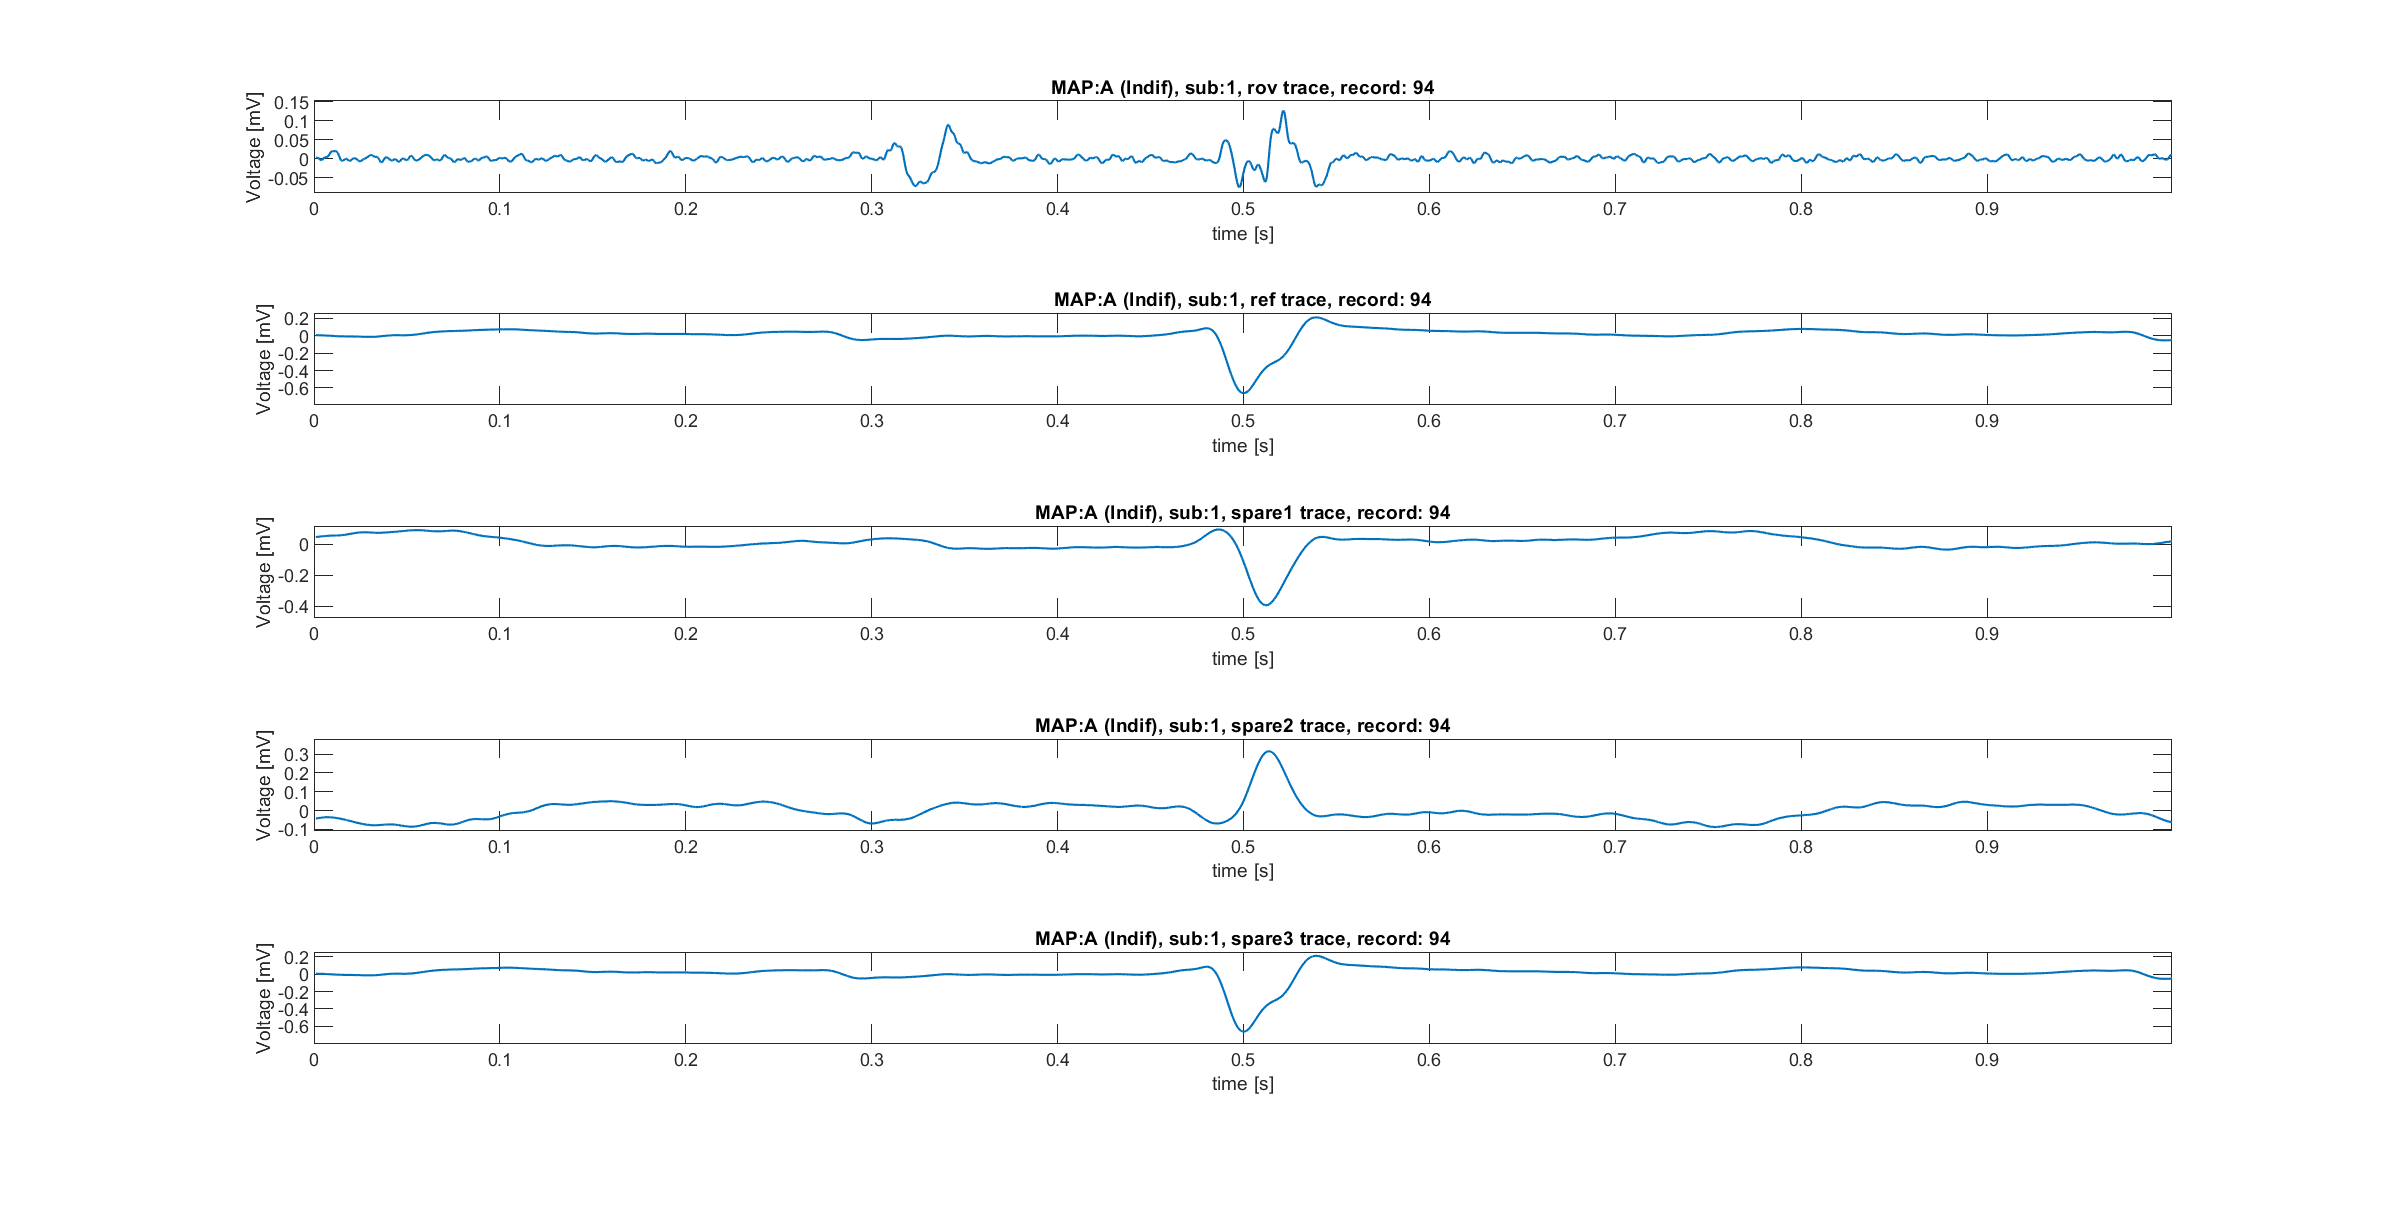 MAP:A (Indif), sub:1, rov trace, record: 94
Voltage [mV]
0.15
0.1
0.05
0
-0.05
0 0.1 0.2 0.3 0.4 0.5 0.6 0.7 0.8 0.9
time [s]
MAP:A (Indif), sub:1, ref trace, record: 94
Voltage [mV]
0.2
0
-0.2
-0.4
-0.6
0 0.1 0.2 0.3 0.4 0.5 0.6 0.7 0.8 0.9
time [s]
MAP:A (Indif), sub:1, spare1 trace, record: 94
Voltage [mV]
0
-0.2
-0.4
0 0.1 0.2 0.3 0.4 0.5 0.6 0.7 0.8 0.9
time [s]
MAP:A (Indif), sub:1, spare2 trace, record: 94
Voltage [mV]
0.3
0.2
0.1
0
-0.1
0 0.1 0.2 0.3 0.4 0.5 0.6 0.7 0.8 0.9
time [s]
MAP:A (Indif), sub:1, spare3 trace, record: 94
Voltage [mV]
0.2
0
-0.2
-0.4
-0.6
0 0.1 0.2 0.3 0.4 0.5 0.6 0.7 0.8 0.9
time [s]